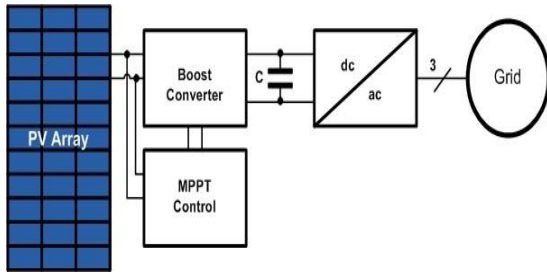 PV Array
Boost
Converter
MPPT
Control
C
dc
ac
3
Grid